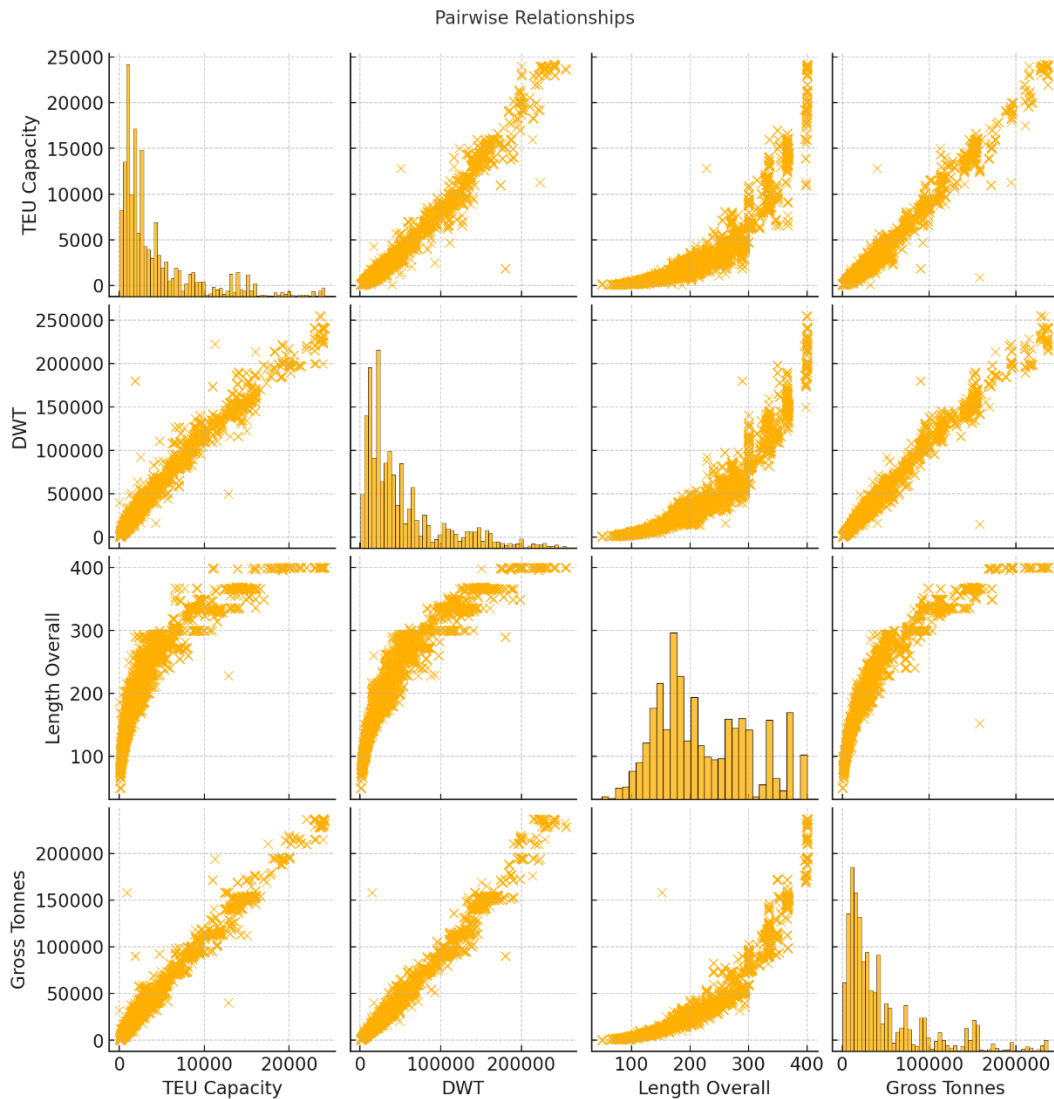 Pairwise Relationships
25000
20000
15000
10000
5000
0
TEU Capacity
250000
200000
150000
100000
50000
0
DWT
400
300
200
100
Length Overall
200000
150000
100000
50000
0
Gross Tonnes
0 10000 20000
0 100000 200000
100 200 300 400
0 100000 200000
TEU Capacity
DWT
Length Overall
Gross Tonnes